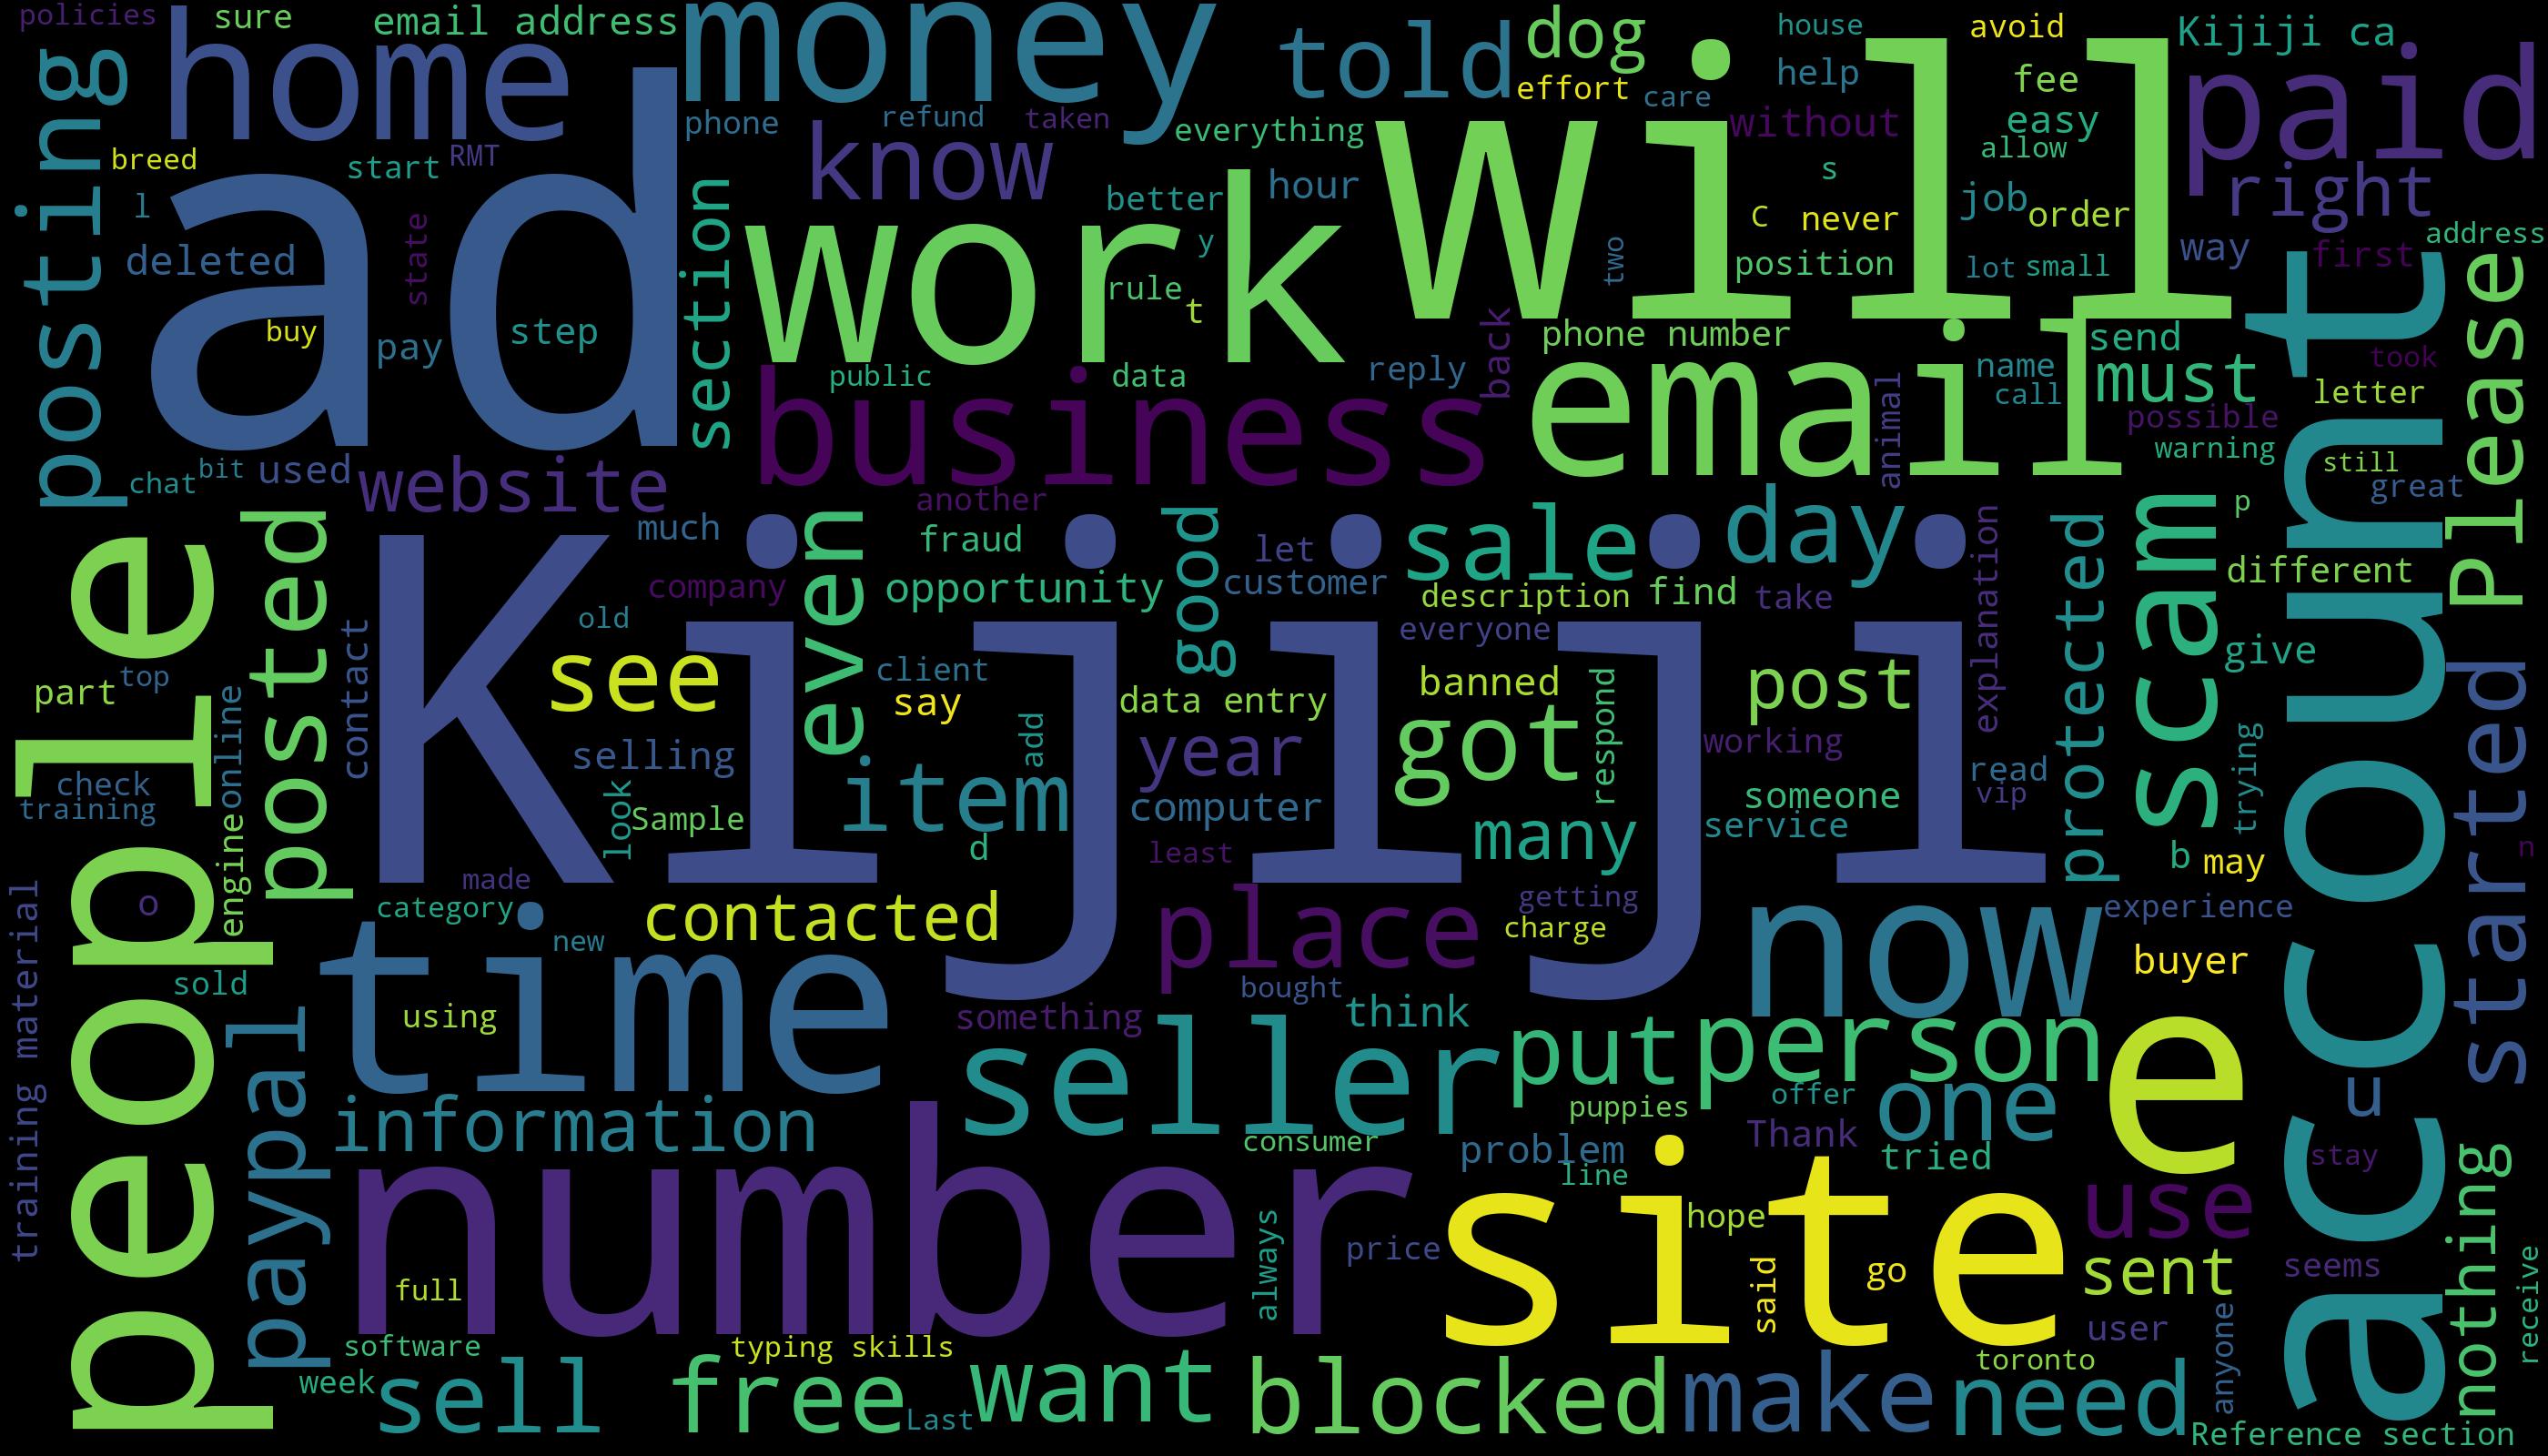 policies
sure
email address
money
told
dog
house
avoid
Kijiji ca
home
effort
help
fee
paid
posting
ad
phone
refund
taken
everything
care
without
easy
breed
start
RMT
know
will
allow
l
better
hour
s
job
order
right
state
section
work
y
C
never
way
first
address
deleted
rule
two
position
lot
small
buy
pay
step
t
back
phone number
send
Please
public
data
reply
email
name
must
took
business
animal
call
letter
possible
chat
bit
used
website
warning
still
another
great
people
posted
much
even
fraud
good
let
sale
day
explanation
protected
scam
p
account
company
opportunity
customer
description
find
take
different
contact
Kijiji
old
everyone
give
see
client
part
top
online
say
data entry
banned
post
started
selling
add
year
got
respond
working
trying
check
item
computer
read
training
look
Sample
someone
vip
engine
d
least
many
service
b
may
n
training material
made
o
category
contacted
place
getting
now
experience
time
new
charge
buyer
sold
bought
using
something
think
paypal
seller
put
person
e
information
puppies
offer
one
u
consumer
problem
Thank
tried
nothing
number
line
stay
site
use
always
price
hope
said
go
sent
seems
receive
full
user
software
typing skills
toronto
anyone
week
sell
free
Last
want
blocked
make
need
Reference section